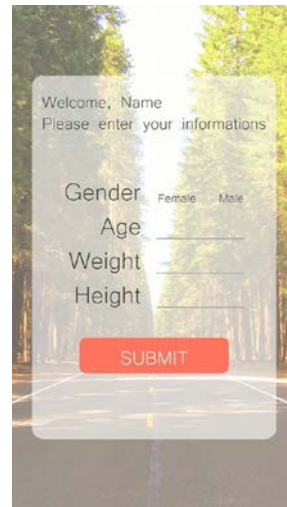 Welcome, Name
Please enter your informations
Gender Female Male
Age
Weight
Height
SUBMIT